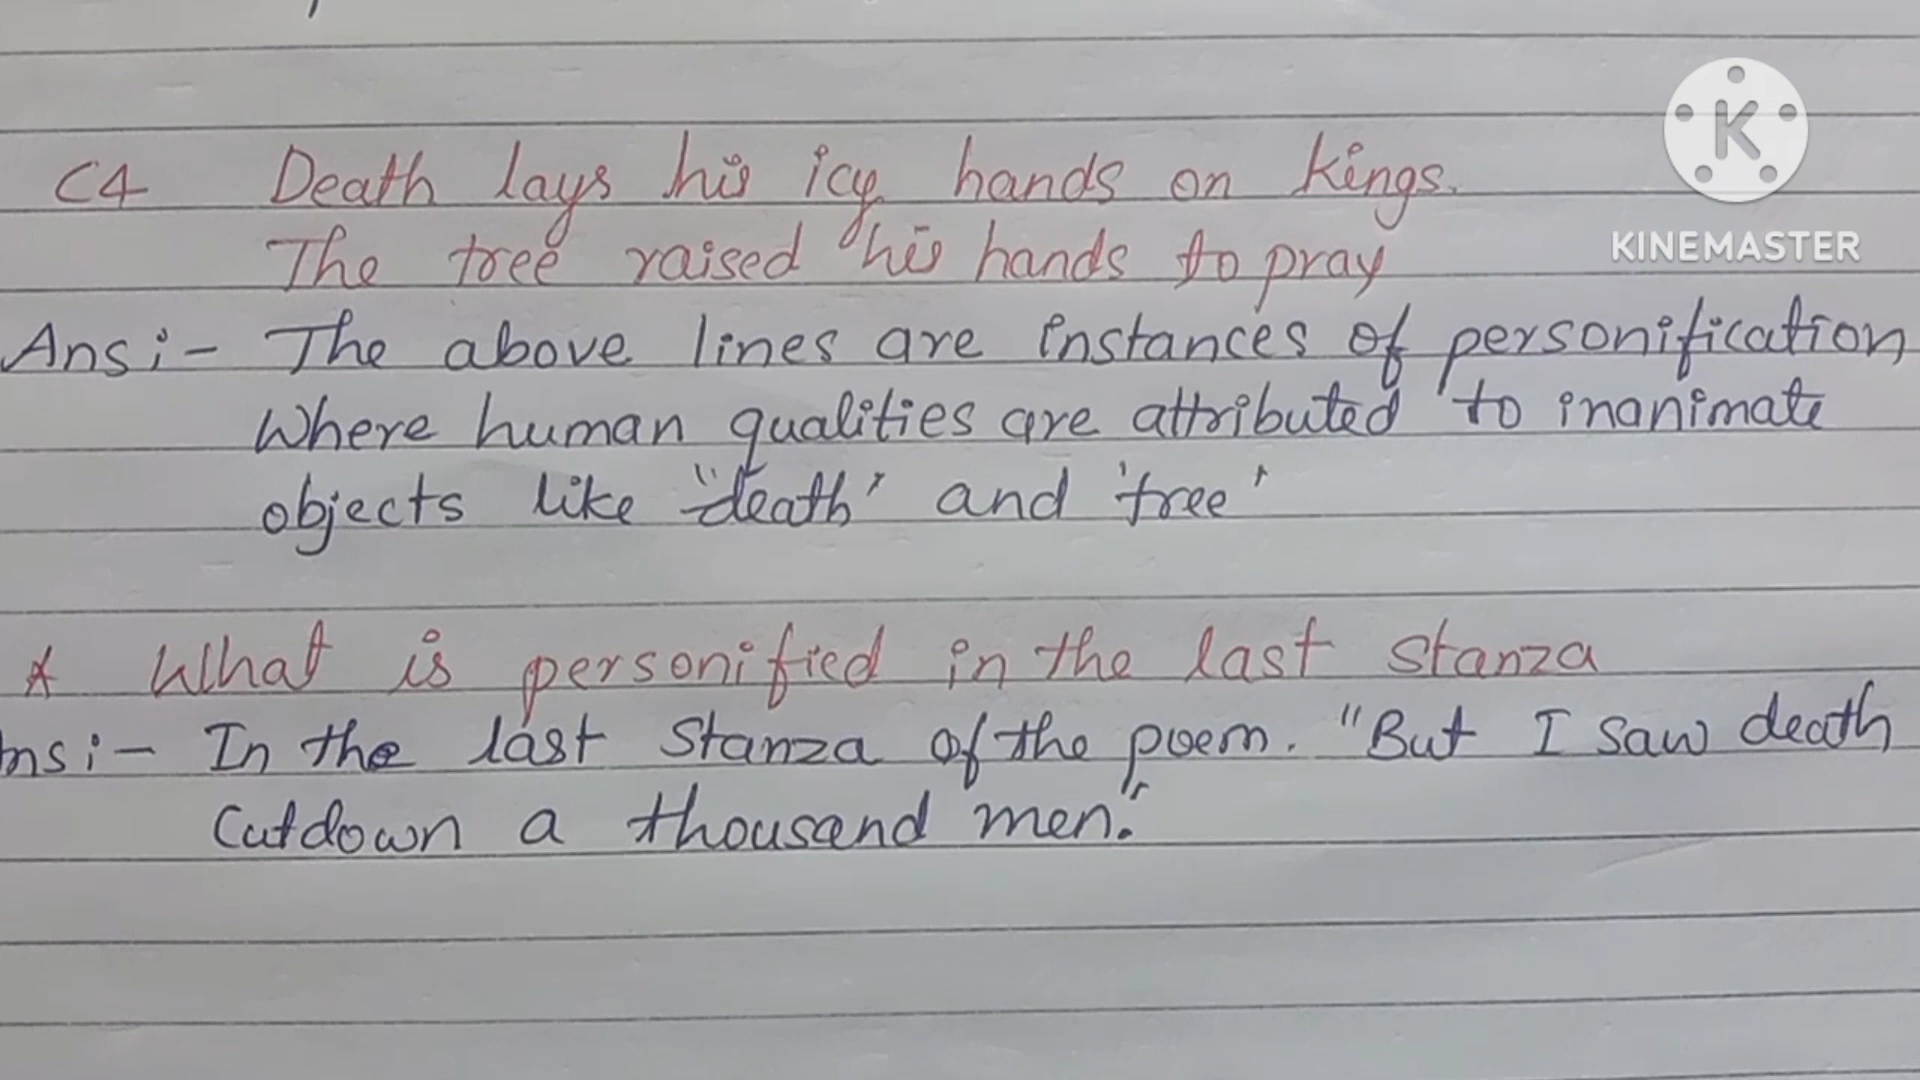 C4 Death lays his icy hands on kings.
The tree raised his hands to pray
Ans:- The above lines are instances of personification
Where human qualities are attributed to inanimate
objects like "death' and 'tree'
* What is personified in the last stanza
Ans:- In the last stanza of the poem. "But I saw death
Cutdown a thousand men."
K
KINEMASTER